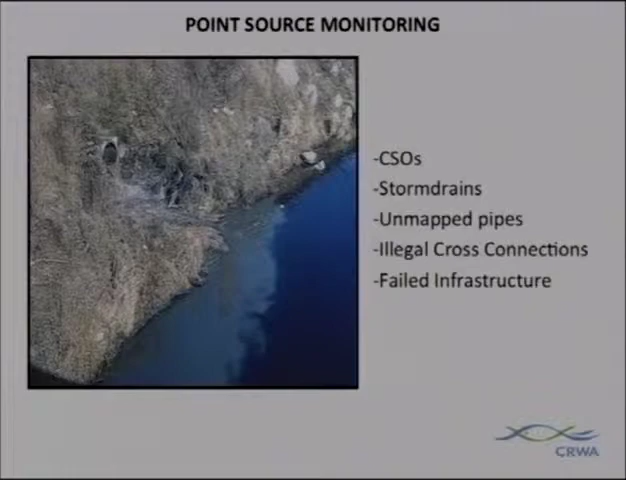 POINT SOURCE MONITORING
-CSOs
-Stormdrains
-Unmapped pipes
-Illegal Cross Connections
-Failed Infrastructure
CRWA